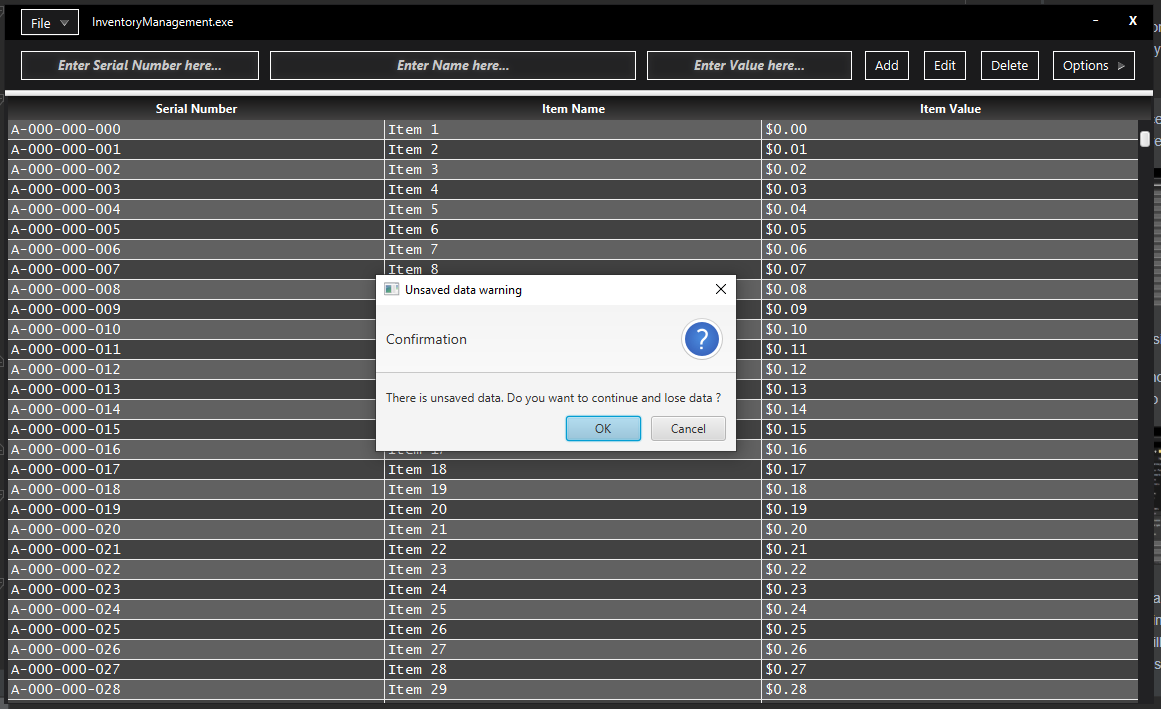 File InventoryManagement.exe - X
Enter Serial Number here... Enter Name here... Enter Value here... Add Edit Delete Options
Serial Number Item Name Item Value
A-000-000-000 Item 1 $0.00
A-000-000-001 Item 2 $0.01
A-000-000-002 Item 3 $0.02
A-000-000-003 Item 4 $0.03
A-000-000-004 Item 5 $0.04
A-000-000-005 Item 6 $0.05
A-000-000-006 Item 7 $0.06
A-000-000-007 Item 8 $0.07
A-000-000-008 $0.08
A-000-000-009 $0.09
A-000-000-010 $0.10
A-000-000-011 $0.11
A-000-000-012 $0.12
A-000-000-013 $0.13
A-000-000-014 $0.14
A-000-000-015 $0.15
A-000-000-016 $0.16
A-000-000-017 Item 18 $0.17
A-000-000-018 Item 19 $0.18
A-000-000-019 Item 20 $0.19
A-000-000-020 Item 21 $0.20
A-000-000-021 Item 22 $0.21
A-000-000-022 Item 23 $0.22
A-000-000-023 Item 24 $0.23
A-000-000-024 Item 25 $0.24
A-000-000-025 Item 26 $0.25
A-000-000-026 Item 27 $0.26
A-000-000-027 Item 28 $0.27
A-000-000-028 Item 29 $0.28
Unsaved data warning
Confirmation ?
There is unsaved data. Do you want to continue and lose data ?
OK Cancel